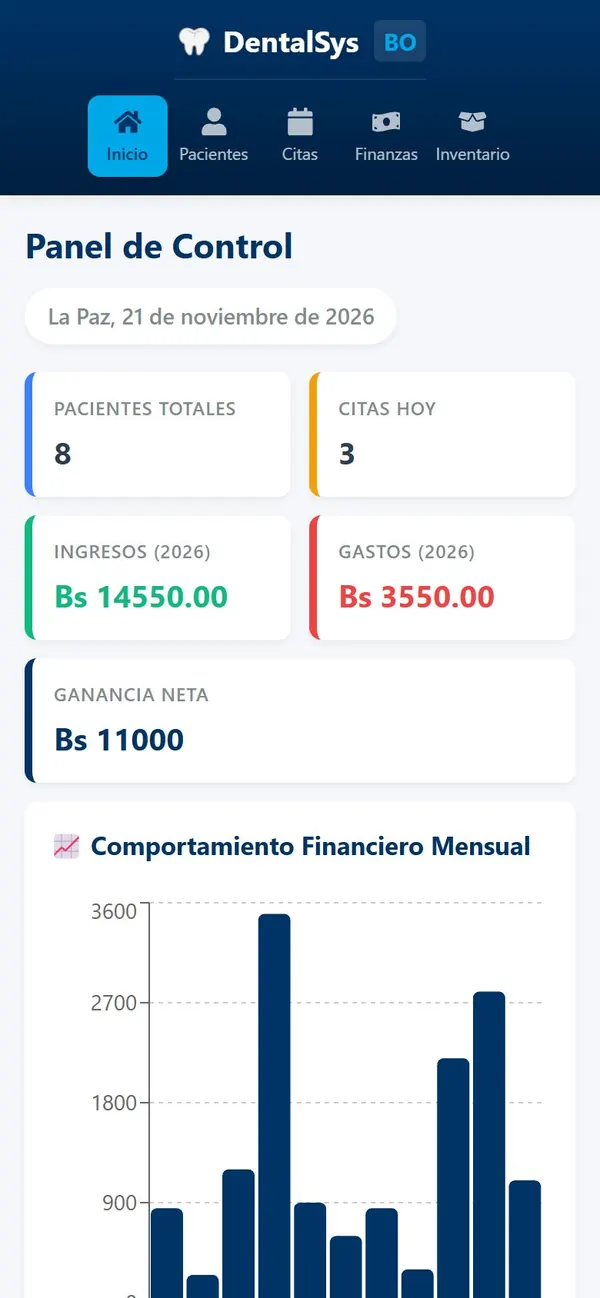 DentalSys BO
Inicio Pacientes Citas Finanzas Inventario
Panel de Control
La Paz, 21 de noviembre de 2026
PACIENTES TOTALES
8
CITAS HOY
3
INGRESOS (2026)
Bs 14550.00
GASTOS (2026)
Bs 3550.00
GANANCIA NETA
Bs 11000
Comportamiento Financiero Mensual
3600
2700
1800
900